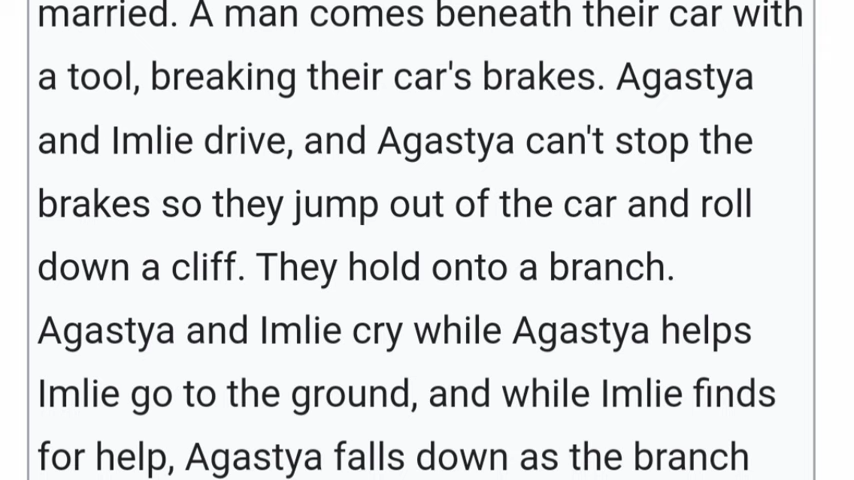 married. A man comes beneath their car with
a tool, breaking their car's brakes. Agastya
and Imlie drive, and Agastya can't stop the
brakes so they jump out of the car and roll
down a cliff. They hold onto a branch.
Agastya and Imlie cry while Agastya helps
Imlie go to the ground, and while Imlie finds
for help, Agastya falls down as the branch